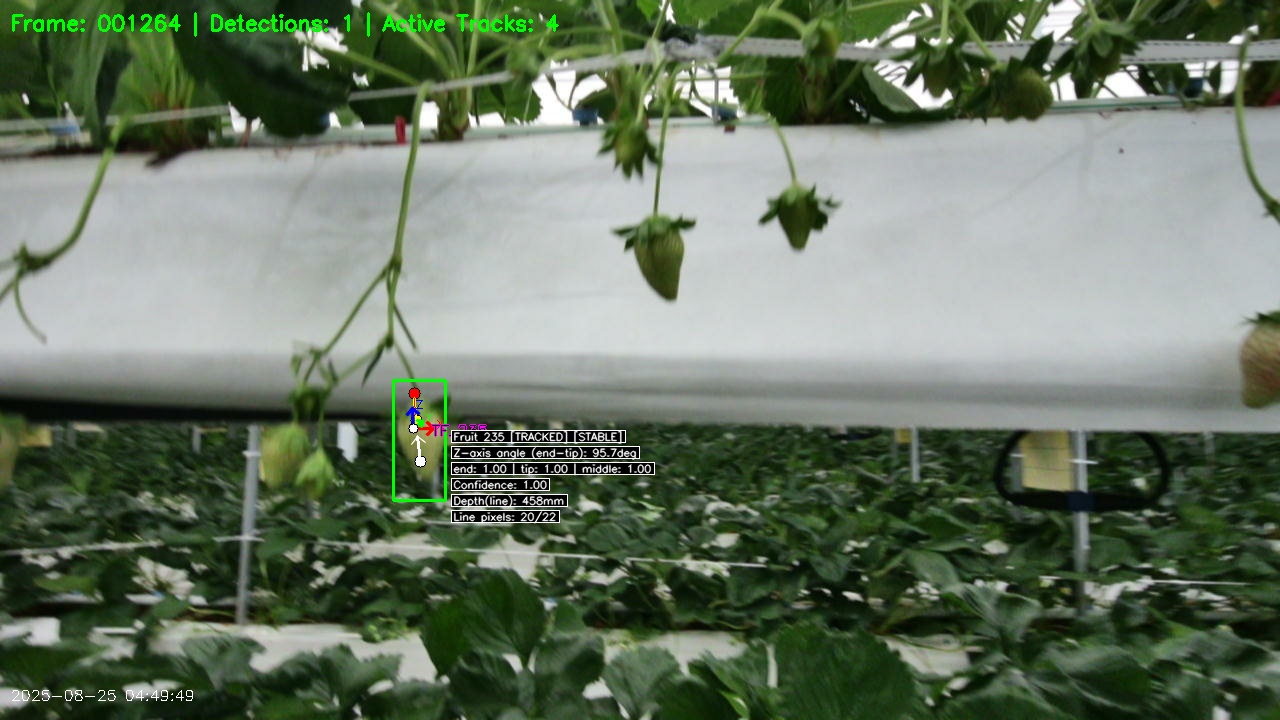 Frame: 001264 | Detections: 1 | Active Tracks: 4
Z
TF_235
Fruit 235 [TRACKED] [STABLE]
Z-axis angle (end-tip): 95.7deg
end: 1.00 | tip: 1.00 | middle: 1.00
Confidence: 1.00
Depth(line): 458mm
Line pixels: 20/22
2025-08-25 04:49:49